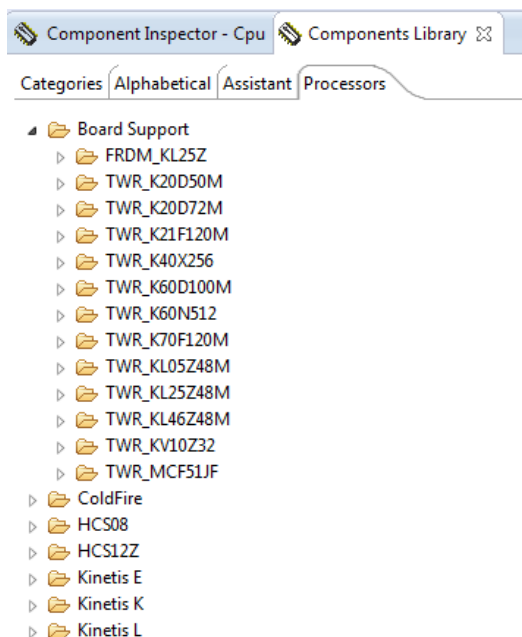 Component Inspector - Cpu Components Library
Categories Alphabetical Assistant Processors
Board Support
FRDM_KL25Z
TWR_K20D50M
TWR_K20D72M
TWR_K21F120M
TWR_K40X256
TWR_K60D100M
TWR_K60N512
TWR_K70F120M
TWR_KL05Z48M
TWR_KL25Z48M
TWR_KL46Z48M
TWR_KV10Z32
TWR_MCF51JF
ColdFire
HCS08
HCS12Z
Kinetis E
Kinetis K
Kinetis L